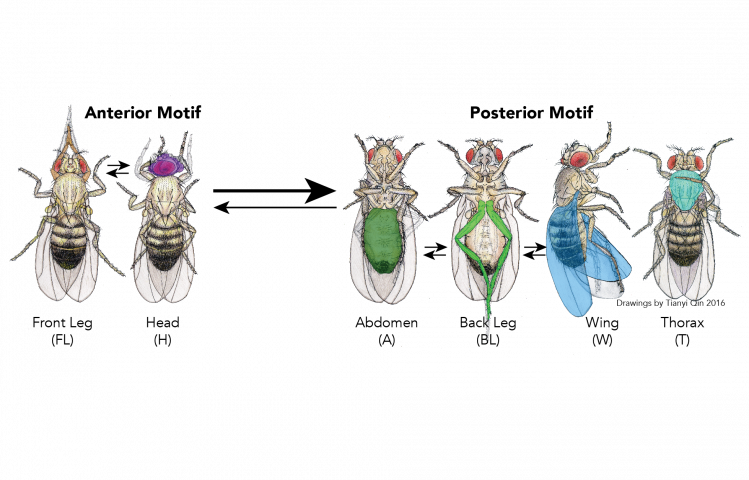 Anterior Motif
Posterior Motif
Drawings by Tianyi Qin 2016
Front Leg
(FL)
Head
(H)
Abdomen
(A)
Back Leg
(BL)
Wing
(W)
Thorax
(T)